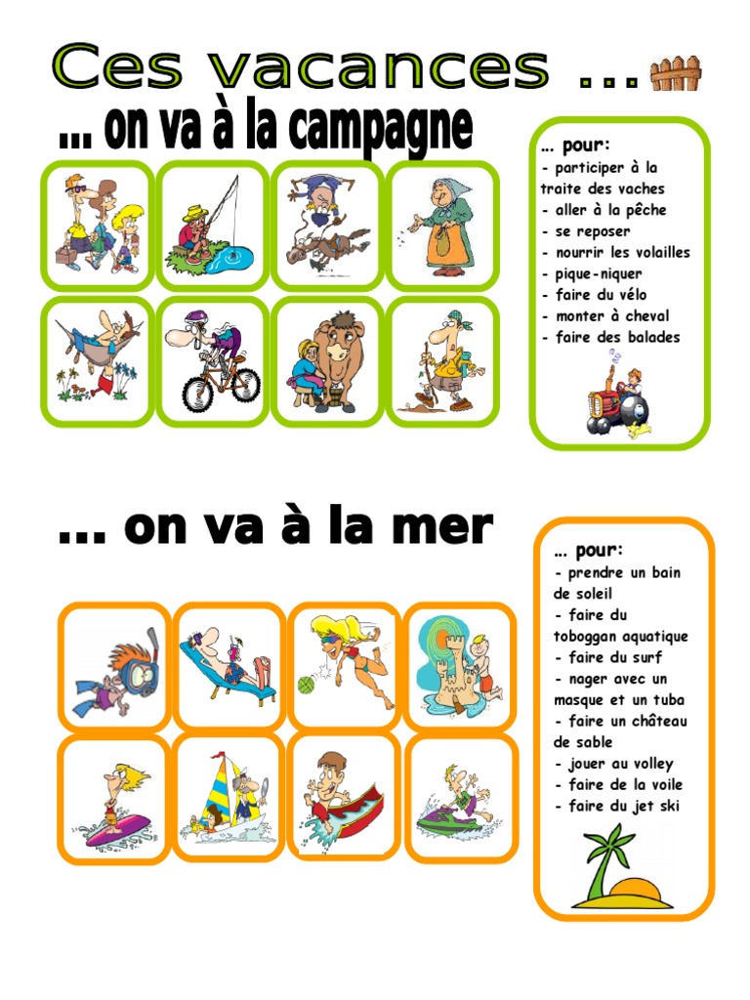 Ces vacances ...
... on va à la campagne
... pour:
- participer à la
traite des vaches
- aller à la pêche
- se reposer
- nourrir les volailles
- pique-niquer
- faire du vélo
- monter à cheval
- faire des balades
... on va à la mer
... pour:
- prendre un bain
de soleil
- faire du
toboggan aquatique
- faire du surf
- nager avec un
masque et un tuba
- faire un château
de sable
- jouer au volley
- faire de la voile
- faire du jet ski